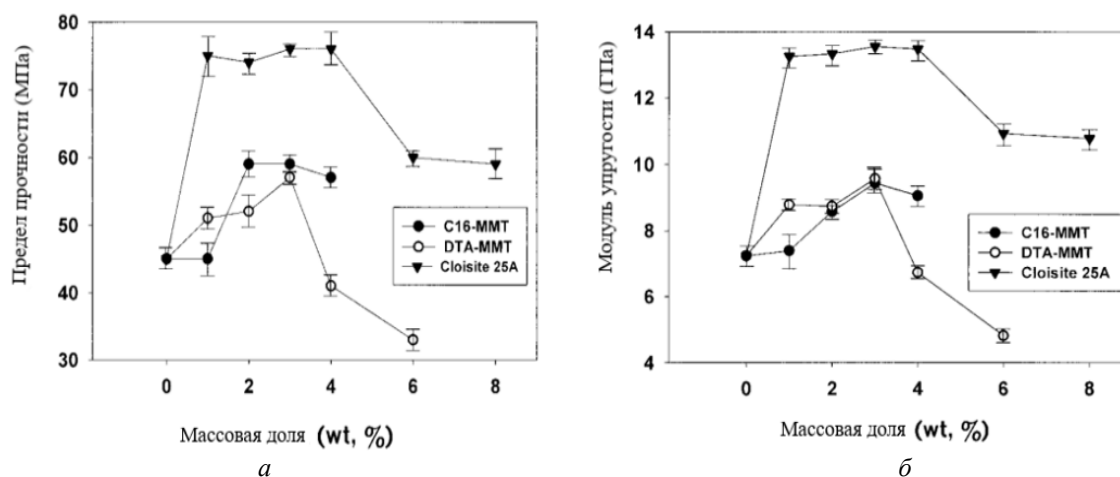 Предел прочности (МПа)
80
70
60
50
40
30
C16-MMT
DTA-MMT
Cloisite 25A
0 2 4 6 8
Массовая доля (wt, %)
а
Модуль упругости (ГПа)
14
12
10
8
6
4
C16-MMT
DTA-MMT
Cloisite 25A
0 2 4 6 8
Массовая доля (wt, %)
б